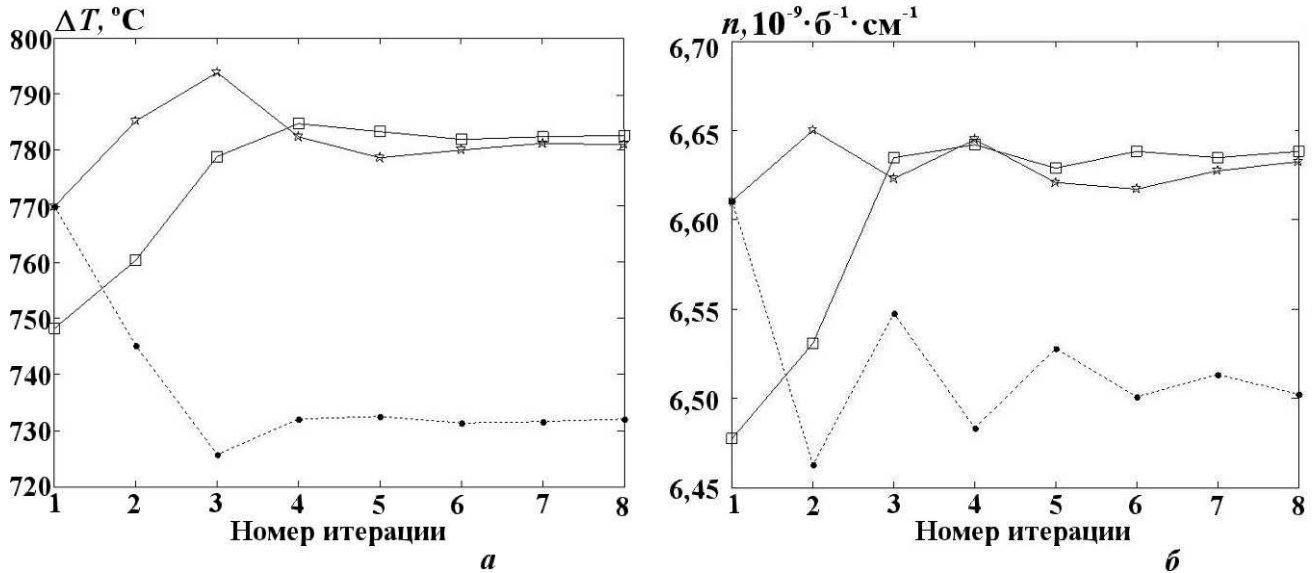 ΔT, °C
800
790
780
770
760
750
740
730
720
1 2 3 4 5 6 7 8
Номер итерации
а
n, 10⁻⁹·б⁻¹·см⁻¹
6,70
6,65
6,60
6,55
6,50
6,45
1 2 3 4 5 6 7 8
Номер итерации
б